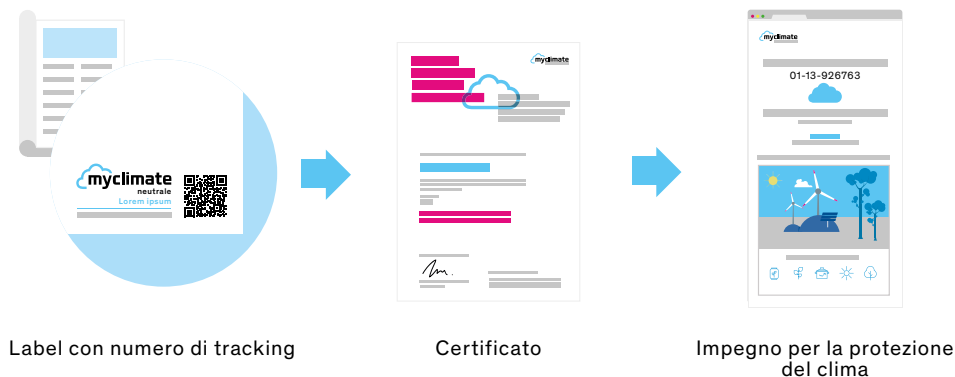 myclimate
neutrale
Lorem ipsum
myclimate
myclimate
01-13-926763
Label con numero di tracking
Certificato
Impegno per la protezione
del clima